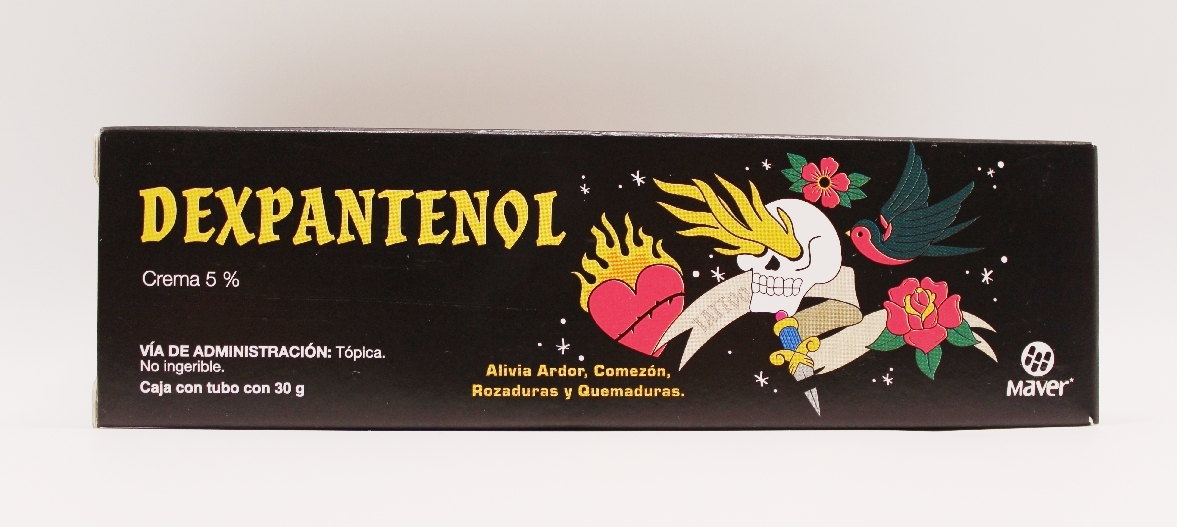 DEXPANTENOL
Crema 5 %
VÍA DE ADMINISTRACIÓN: Tópica.
No ingerible.
Caja con tubo con 30 g
Alivia Ardor, Comezón,
Rozaduras y Quemaduras.
TATTOO
Maver*